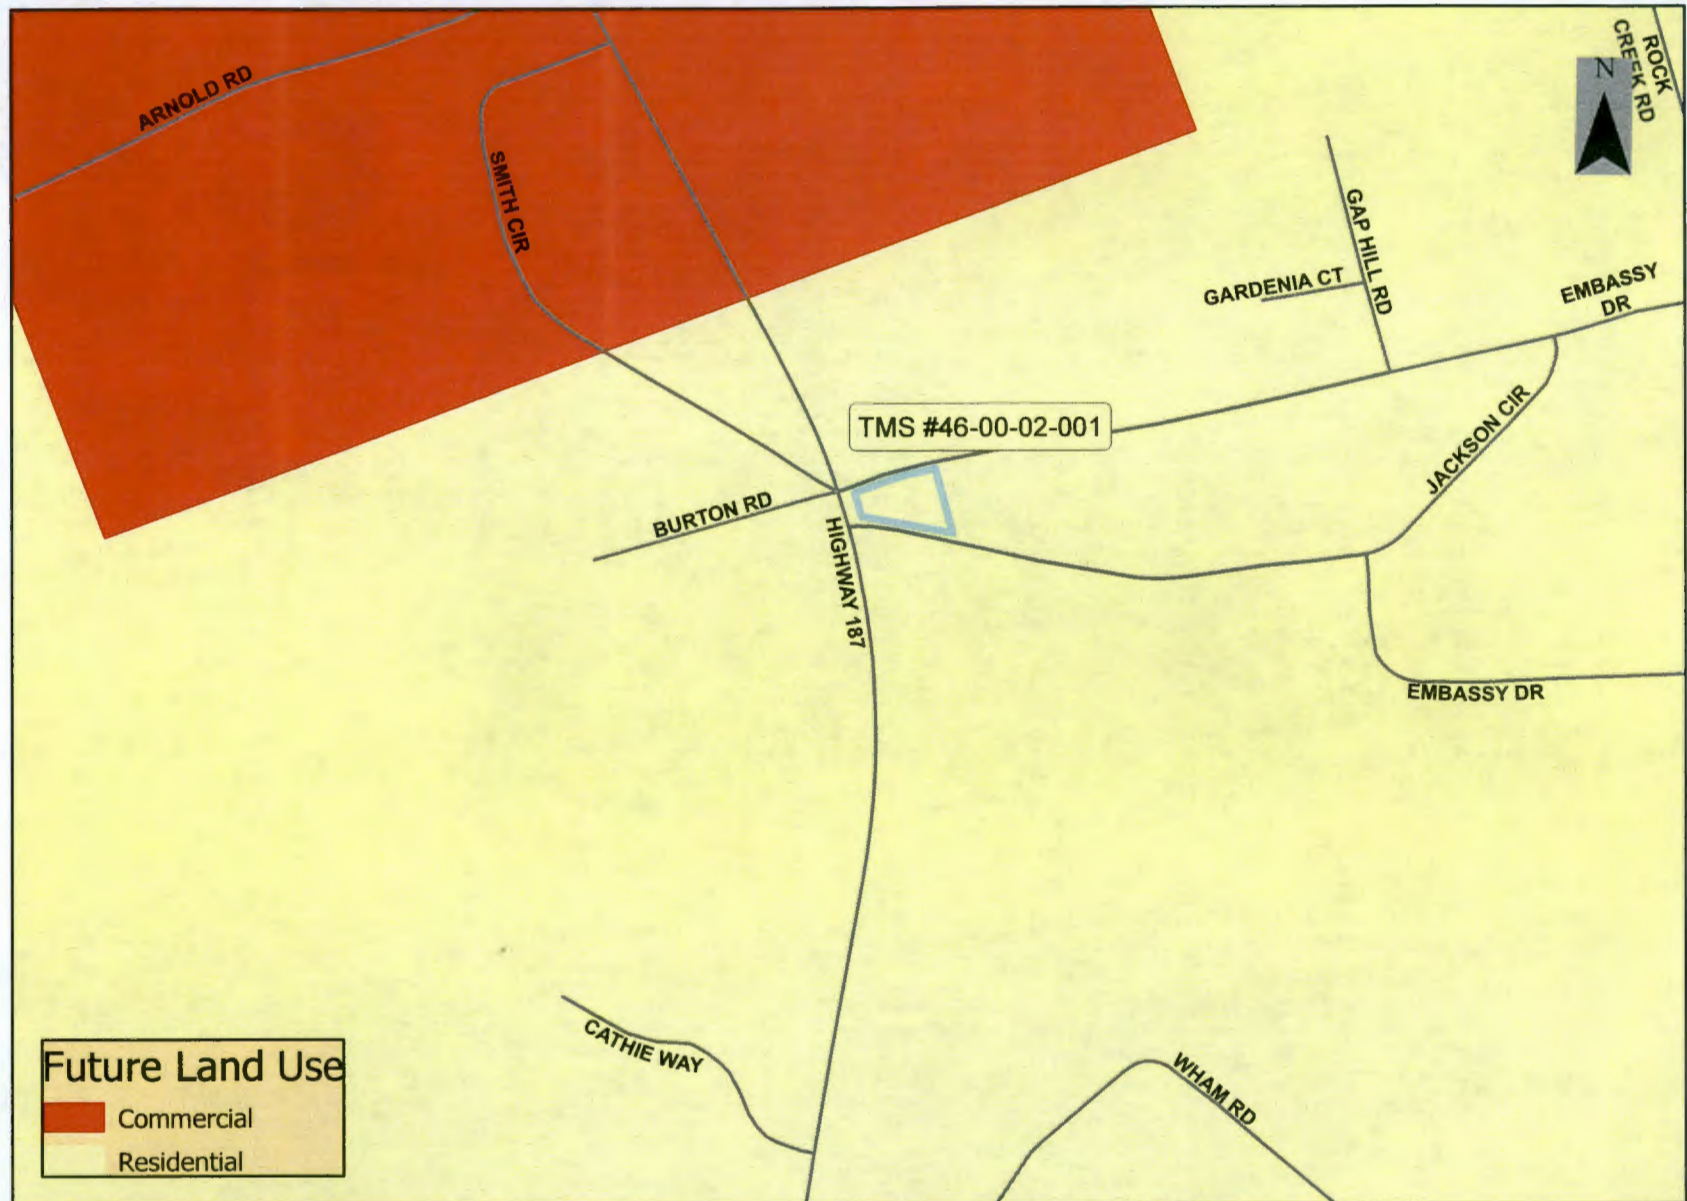 ROCK
CREEK RD
N
ARNOLD RD
SMITH CIR
GAP HILL RD
GARDENIA CT
EMBASSY
DR
TMS #46-00-02-001
JACKSON CIR
BURTON RD
HIGHWAY 187
EMBASSY DR
CATHIE WAY
WHAM RD
Future Land Use
Commercial
Residential